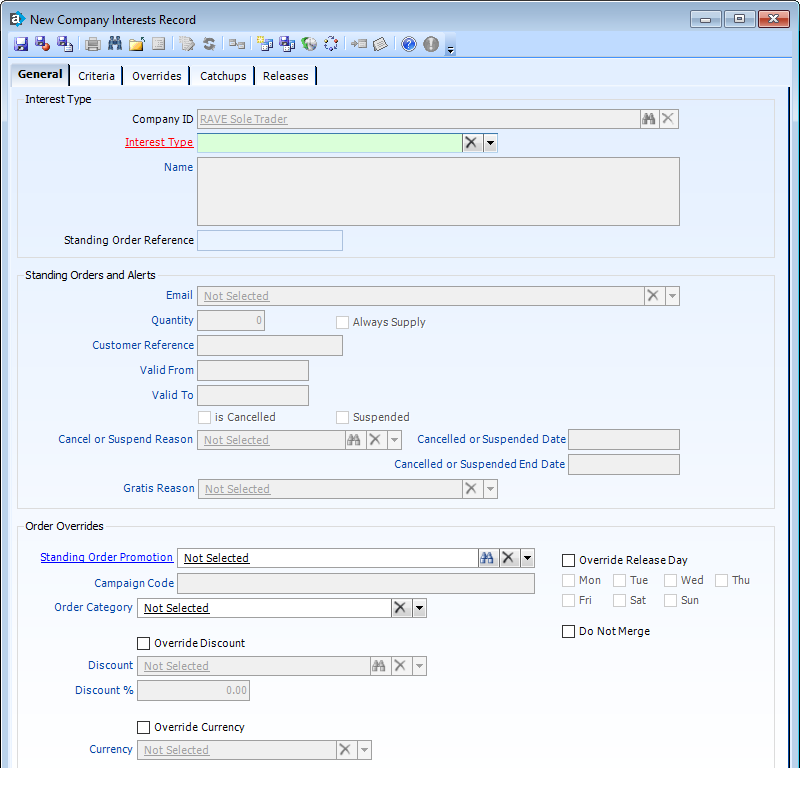 New Company Interests Record
General Criteria Overrides Catchups Releases
Interest Type
Company ID RAVE Sole Trader
Interest Type
Name
Standing Order Reference
Standing Orders and Alerts
Email Not Selected
Quantity 0 Always Supply
Customer Reference
Valid From
Valid To
is Cancelled Suspended
Cancel or Suspend Reason Not Selected Cancelled or Suspended Date
Cancelled or Suspended End Date
Gratis Reason Not Selected
Order Overrides
Standing Order Promotion Not Selected Override Release Day
Campaign Code Mon Tue Wed Thu
Order Category Not Selected Fri Sat Sun
Do Not Merge
Override Discount
Discount Not Selected
Discount % 0.00
Override Currency
Currency Not Selected